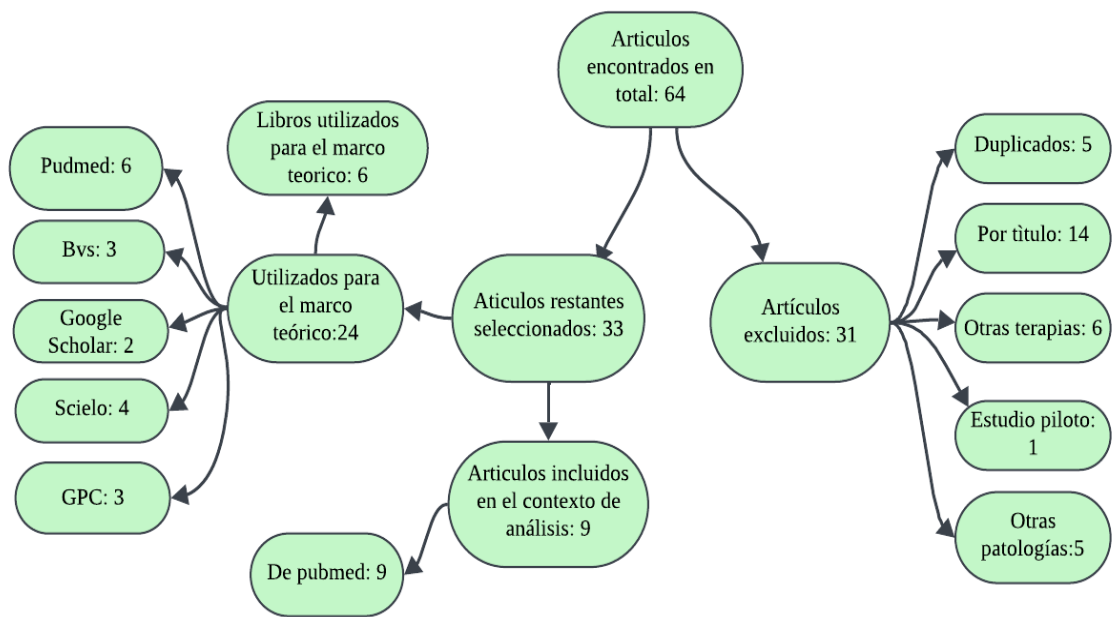 Articulos
encontrados en
total: 64
Libros utilizados
para el marco
teorico: 6
Pudmed: 6
Bvs: 3
Google
Scholar: 2
Scielo: 4
GPC: 3
Utilizados para
el marco
teórico:24
Aticulos restantes
seleccionados: 33
Articulos incluidos
en el contexto de
análisis: 9
De pubmed: 9
Artículos
excluidos: 31
Duplicados: 5
Por tìtulo: 14
Otras terapias: 6
Estudio piloto:
1
Otras
patologías:5